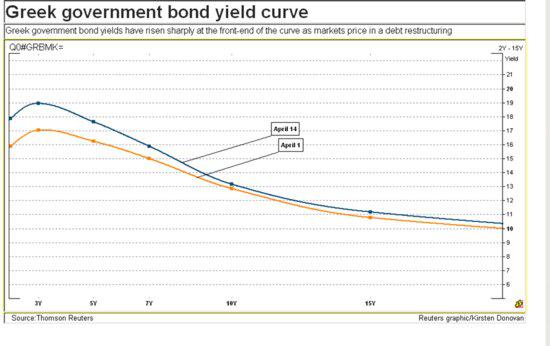 Greek government bond yield curve
Greek government bond yields have risen sharply at the front-end of the curve as markets price in a debt restructuring
Q0#GRBMK=
2Y - 15Y
Yield
21
20
19
18
17
16
15
14
13
12
11
10
9
8
7
6
April 14
April 1
3Y 5Y 7Y 10Y 15Y
Source:Thomson Reuters Reuters graphic/Kirsten Donovan